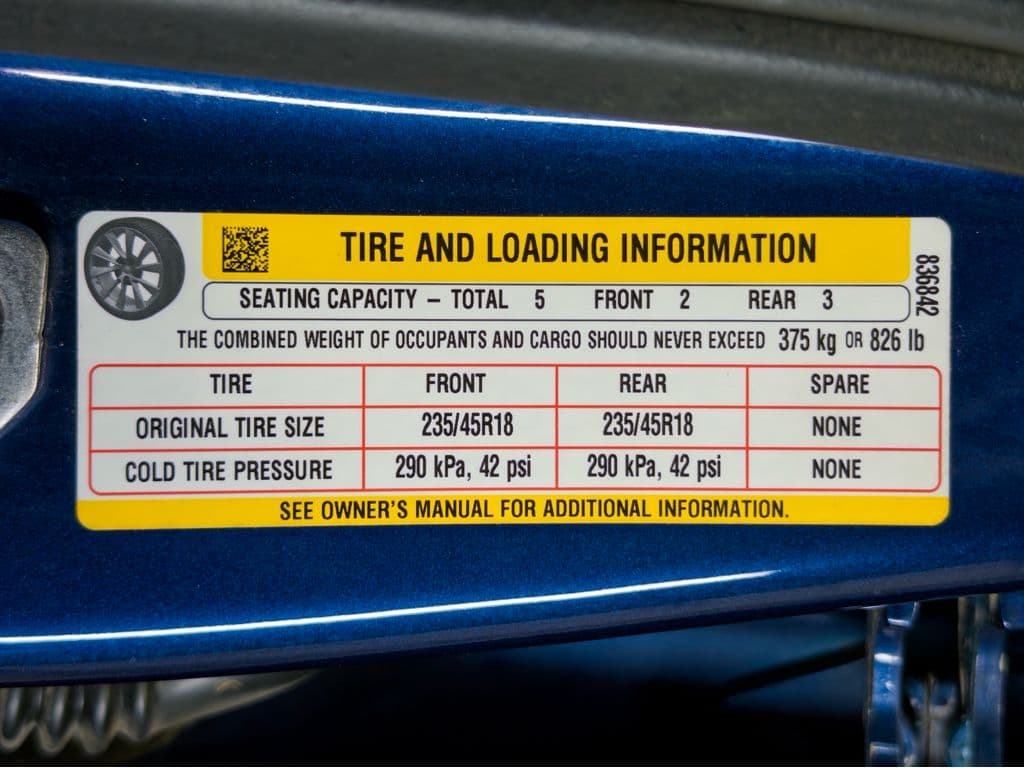 TIRE AND LOADING INFORMATION
836842
SEATING CAPACITY – TOTAL 5 FRONT 2 REAR 3
THE COMBINED WEIGHT OF OCCUPANTS AND CARGO SHOULD NEVER EXCEED 375 kg OR 826 lb
TIRE FRONT REAR SPARE
ORIGINAL TIRE SIZE 235/45R18 235/45R18 NONE
COLD TIRE PRESSURE 290 kPa, 42 psi 290 kPa, 42 psi NONE
SEE OWNER'S MANUAL FOR ADDITIONAL INFORMATION.